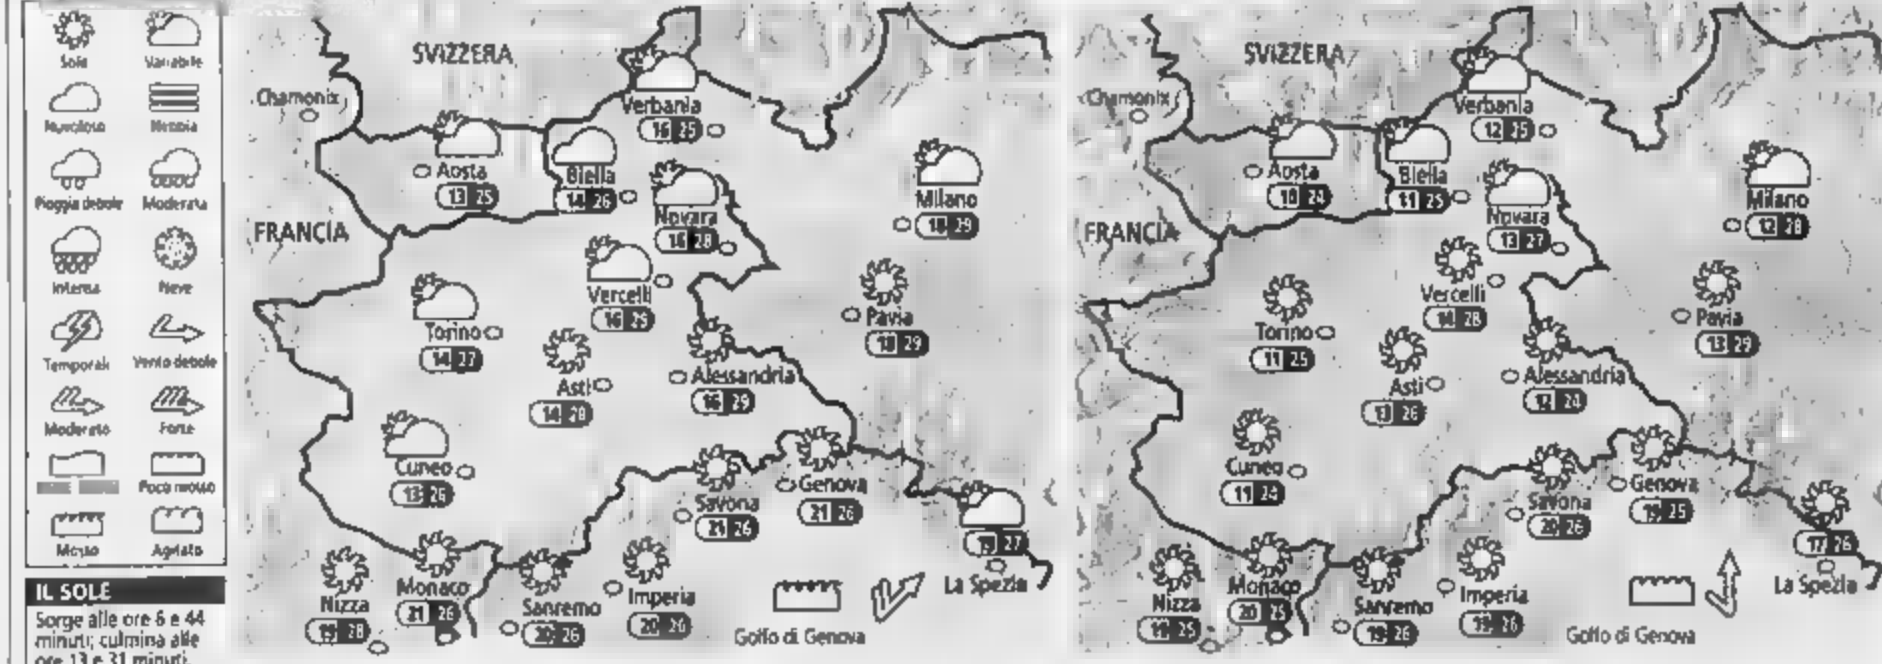 Sole Variabile
Nuvoloso Nebbia
Pioggia debole Moderata
Intensa Neve
Temporali Vento debole
Moderato Forte
Poco mosso
Mosso Agitato
IL SOLE
Sorge alle ore 6 e 44
minuti; culmina alle
ore 13 e 31 minuti.
SVIZZERA
Chamonix
Verbania
16 25
Aosta
13 25
Biella
14 26
Novara
16 28
Milano
18 29
FRANCIA
Vercelli
16 25
Torino
14 27
Pavia
18 29
Asti
14 28
Alessandria
16 29
Cuneo
13 26
Savona
21 26
Genova
21 26
27
La Spezia
Nizza
19 28
Monaco
21 26
Sanremo
20 26
Imperia
20 26
Golfo di Genova
SVIZZERA
Chamonix
Verbania
12 25
Aosta
10 24
Biella
11 25
Novara
13 27
Milano
12 28
FRANCIA
Vercelli
14 28
Torino
11 25
Pavia
13 29
Asti
13 26
Alessandria
12 24
Cuneo
11 24
Savona
20 26
Genova
19 25
17 26
La Spezia
Nizza
25
Monaco
20 25
Sanremo
19 26
Imperia
19 26
Golfo di Genova